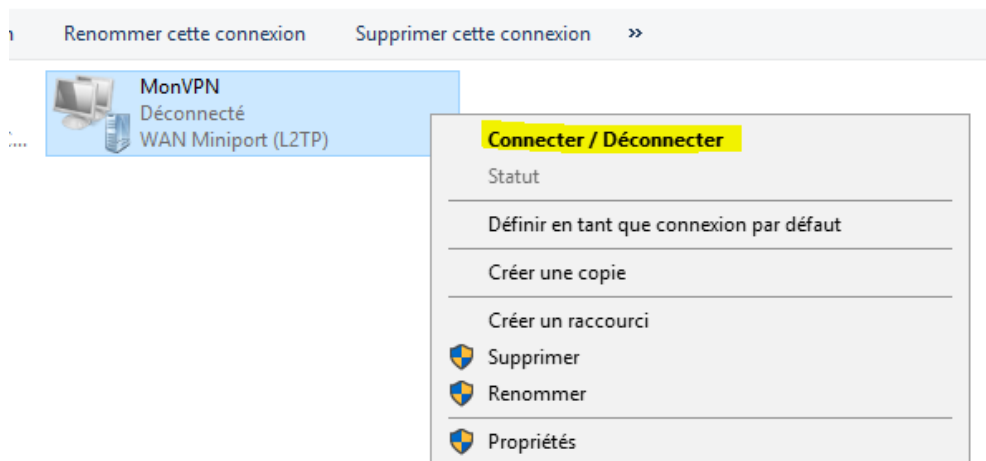 Renommer cette connexion Supprimer cette connexion »
MonVPN
Déconnecté
WAN Miniport (L2TP)
Connecter / Déconnecter
Statut
Définir en tant que connexion par défaut
Créer une copie
Créer un raccourci
Supprimer
Renommer
Propriétés